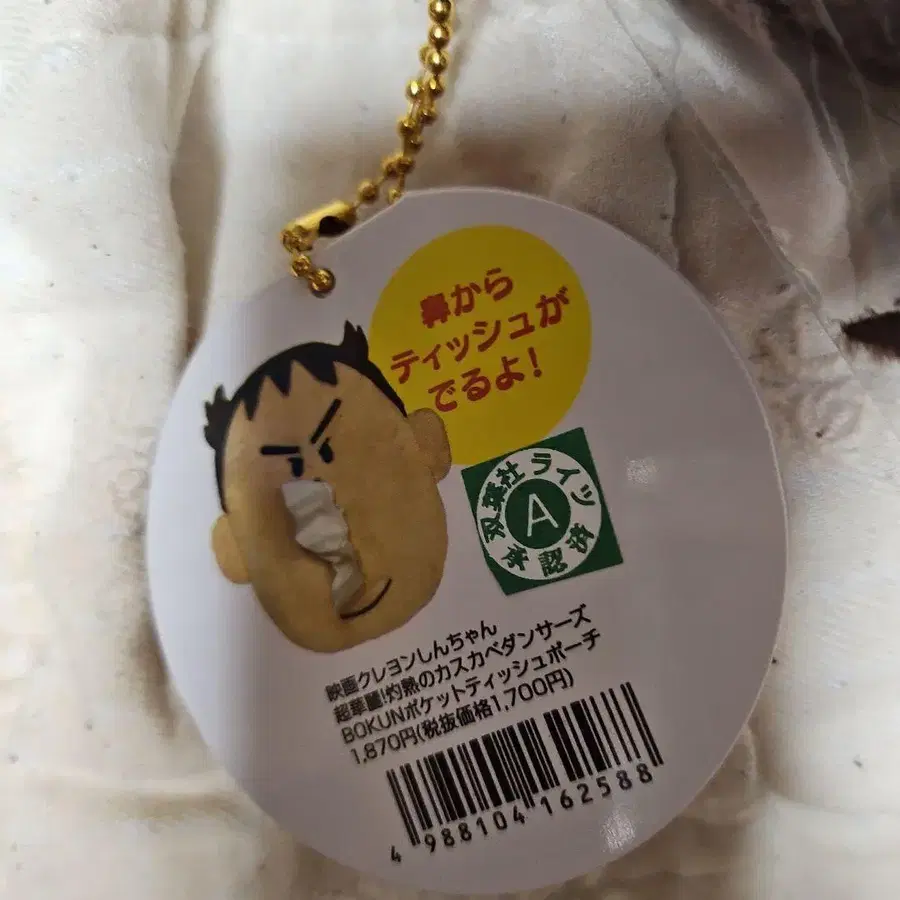 鼻から
ティッシュが
でるよ!
双葉社ライツ
A
承認済
映画クレヨンしんちゃん
超華麗!灼熱のカスカベダンサーズ
BOKUNポケットティッシュポーチ
1,870円(税抜価格1,700円)
4 988104 162588